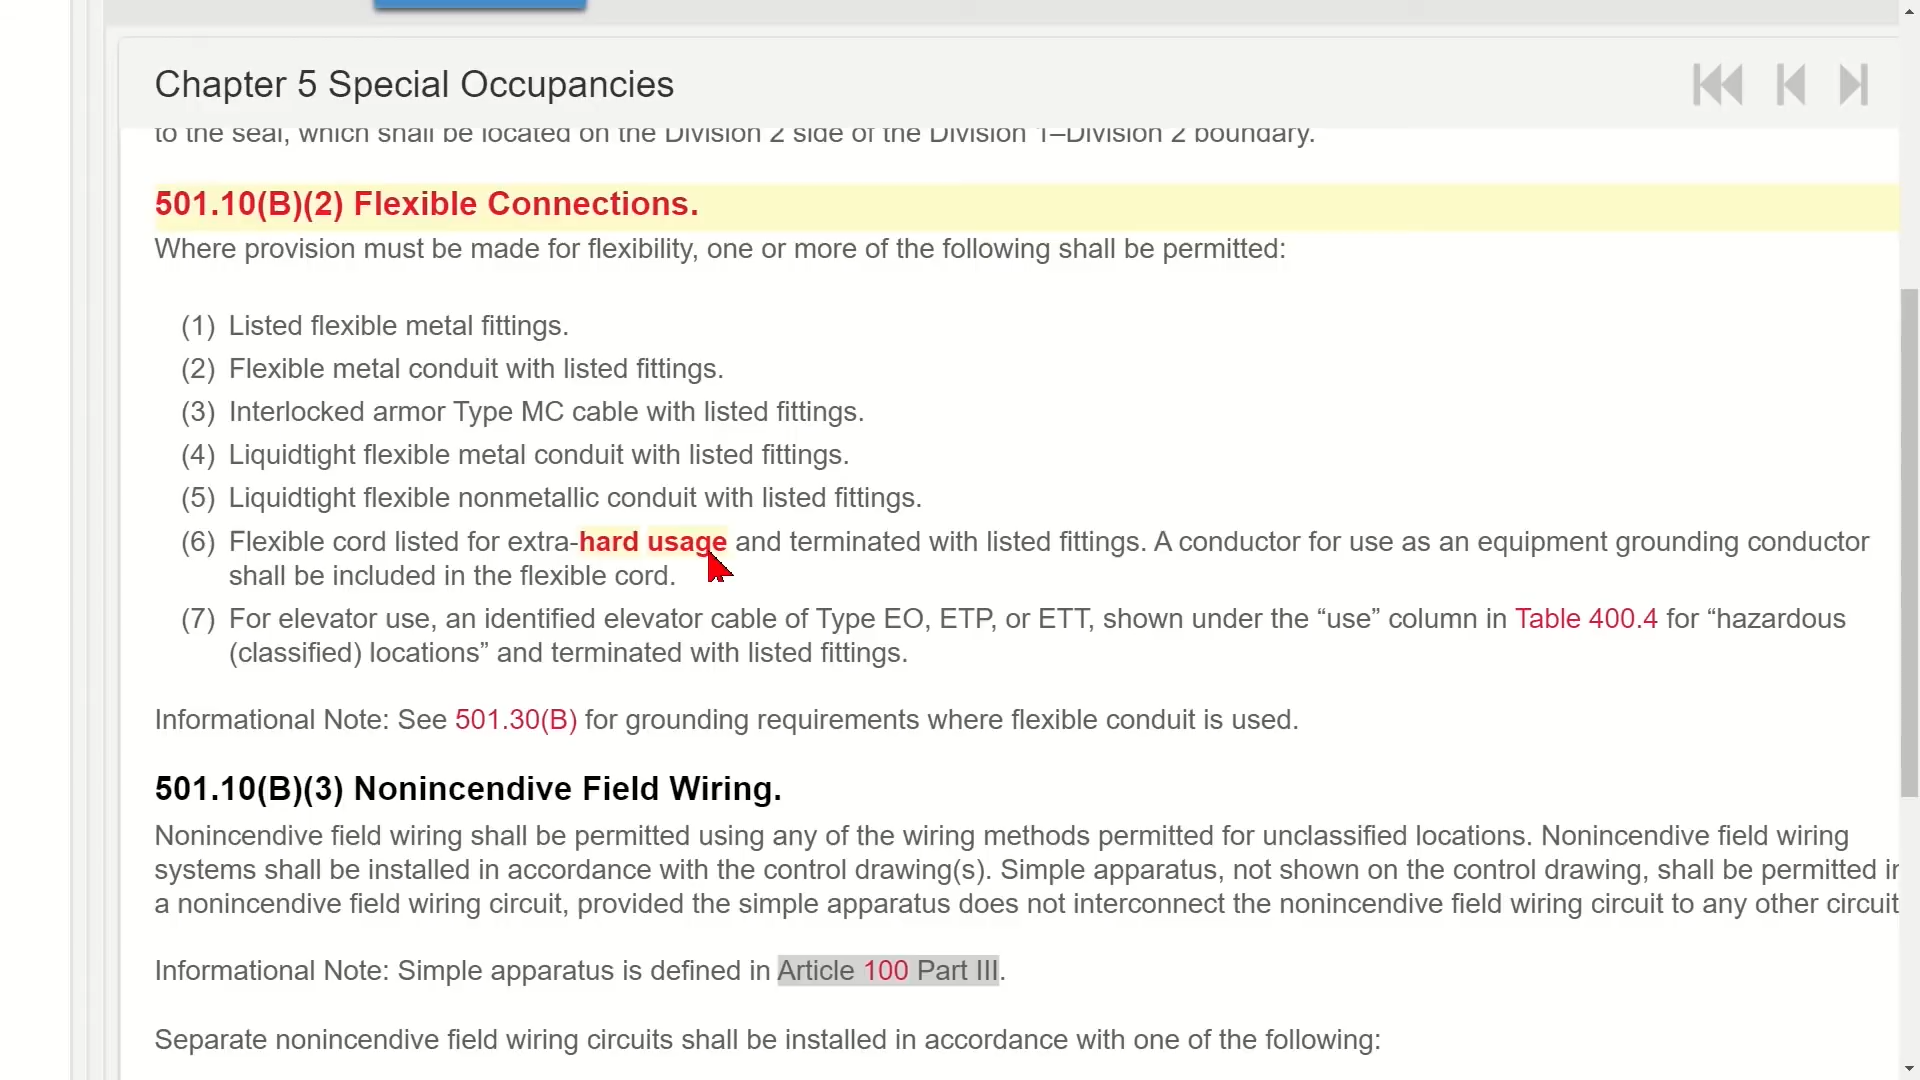 Chapter 5 Special Occupancies
to the seal, which shall be located on the Division 2 side of the Division 1–Division 2 boundary.
501.10(B)(2) Flexible Connections.
Where provision must be made for flexibility, one or more of the following shall be permitted:
(1) Listed flexible metal fittings.
(2) Flexible metal conduit with listed fittings.
(3) Interlocked armor Type MC cable with listed fittings.
(4) Liquidtight flexible metal conduit with listed fittings.
(5) Liquidtight flexible nonmetallic conduit with listed fittings.
(6) Flexible cord listed for extra-hard usage and terminated with listed fittings. A conductor for use as an equipment grounding conductor
shall be included in the flexible cord.
(7) For elevator use, an identified elevator cable of Type EO, ETP, or ETT, shown under the “use” column in Table 400.4 for “hazardous
(classified) locations” and terminated with listed fittings.
Informational Note: See 501.30(B) for grounding requirements where flexible conduit is used.
501.10(B)(3) Nonincendive Field Wiring.
Nonincendive field wiring shall be permitted using any of the wiring methods permitted for unclassified locations. Nonincendive field wiring
systems shall be installed in accordance with the control drawing(s). Simple apparatus, not shown on the control drawing, shall be permitted in
a nonincendive field wiring circuit, provided the simple apparatus does not interconnect the nonincendive field wiring circuit to any other circuit
Informational Note: Simple apparatus is defined in Article 100 Part III.
Separate nonincendive field wiring circuits shall be installed in accordance with one of the following: